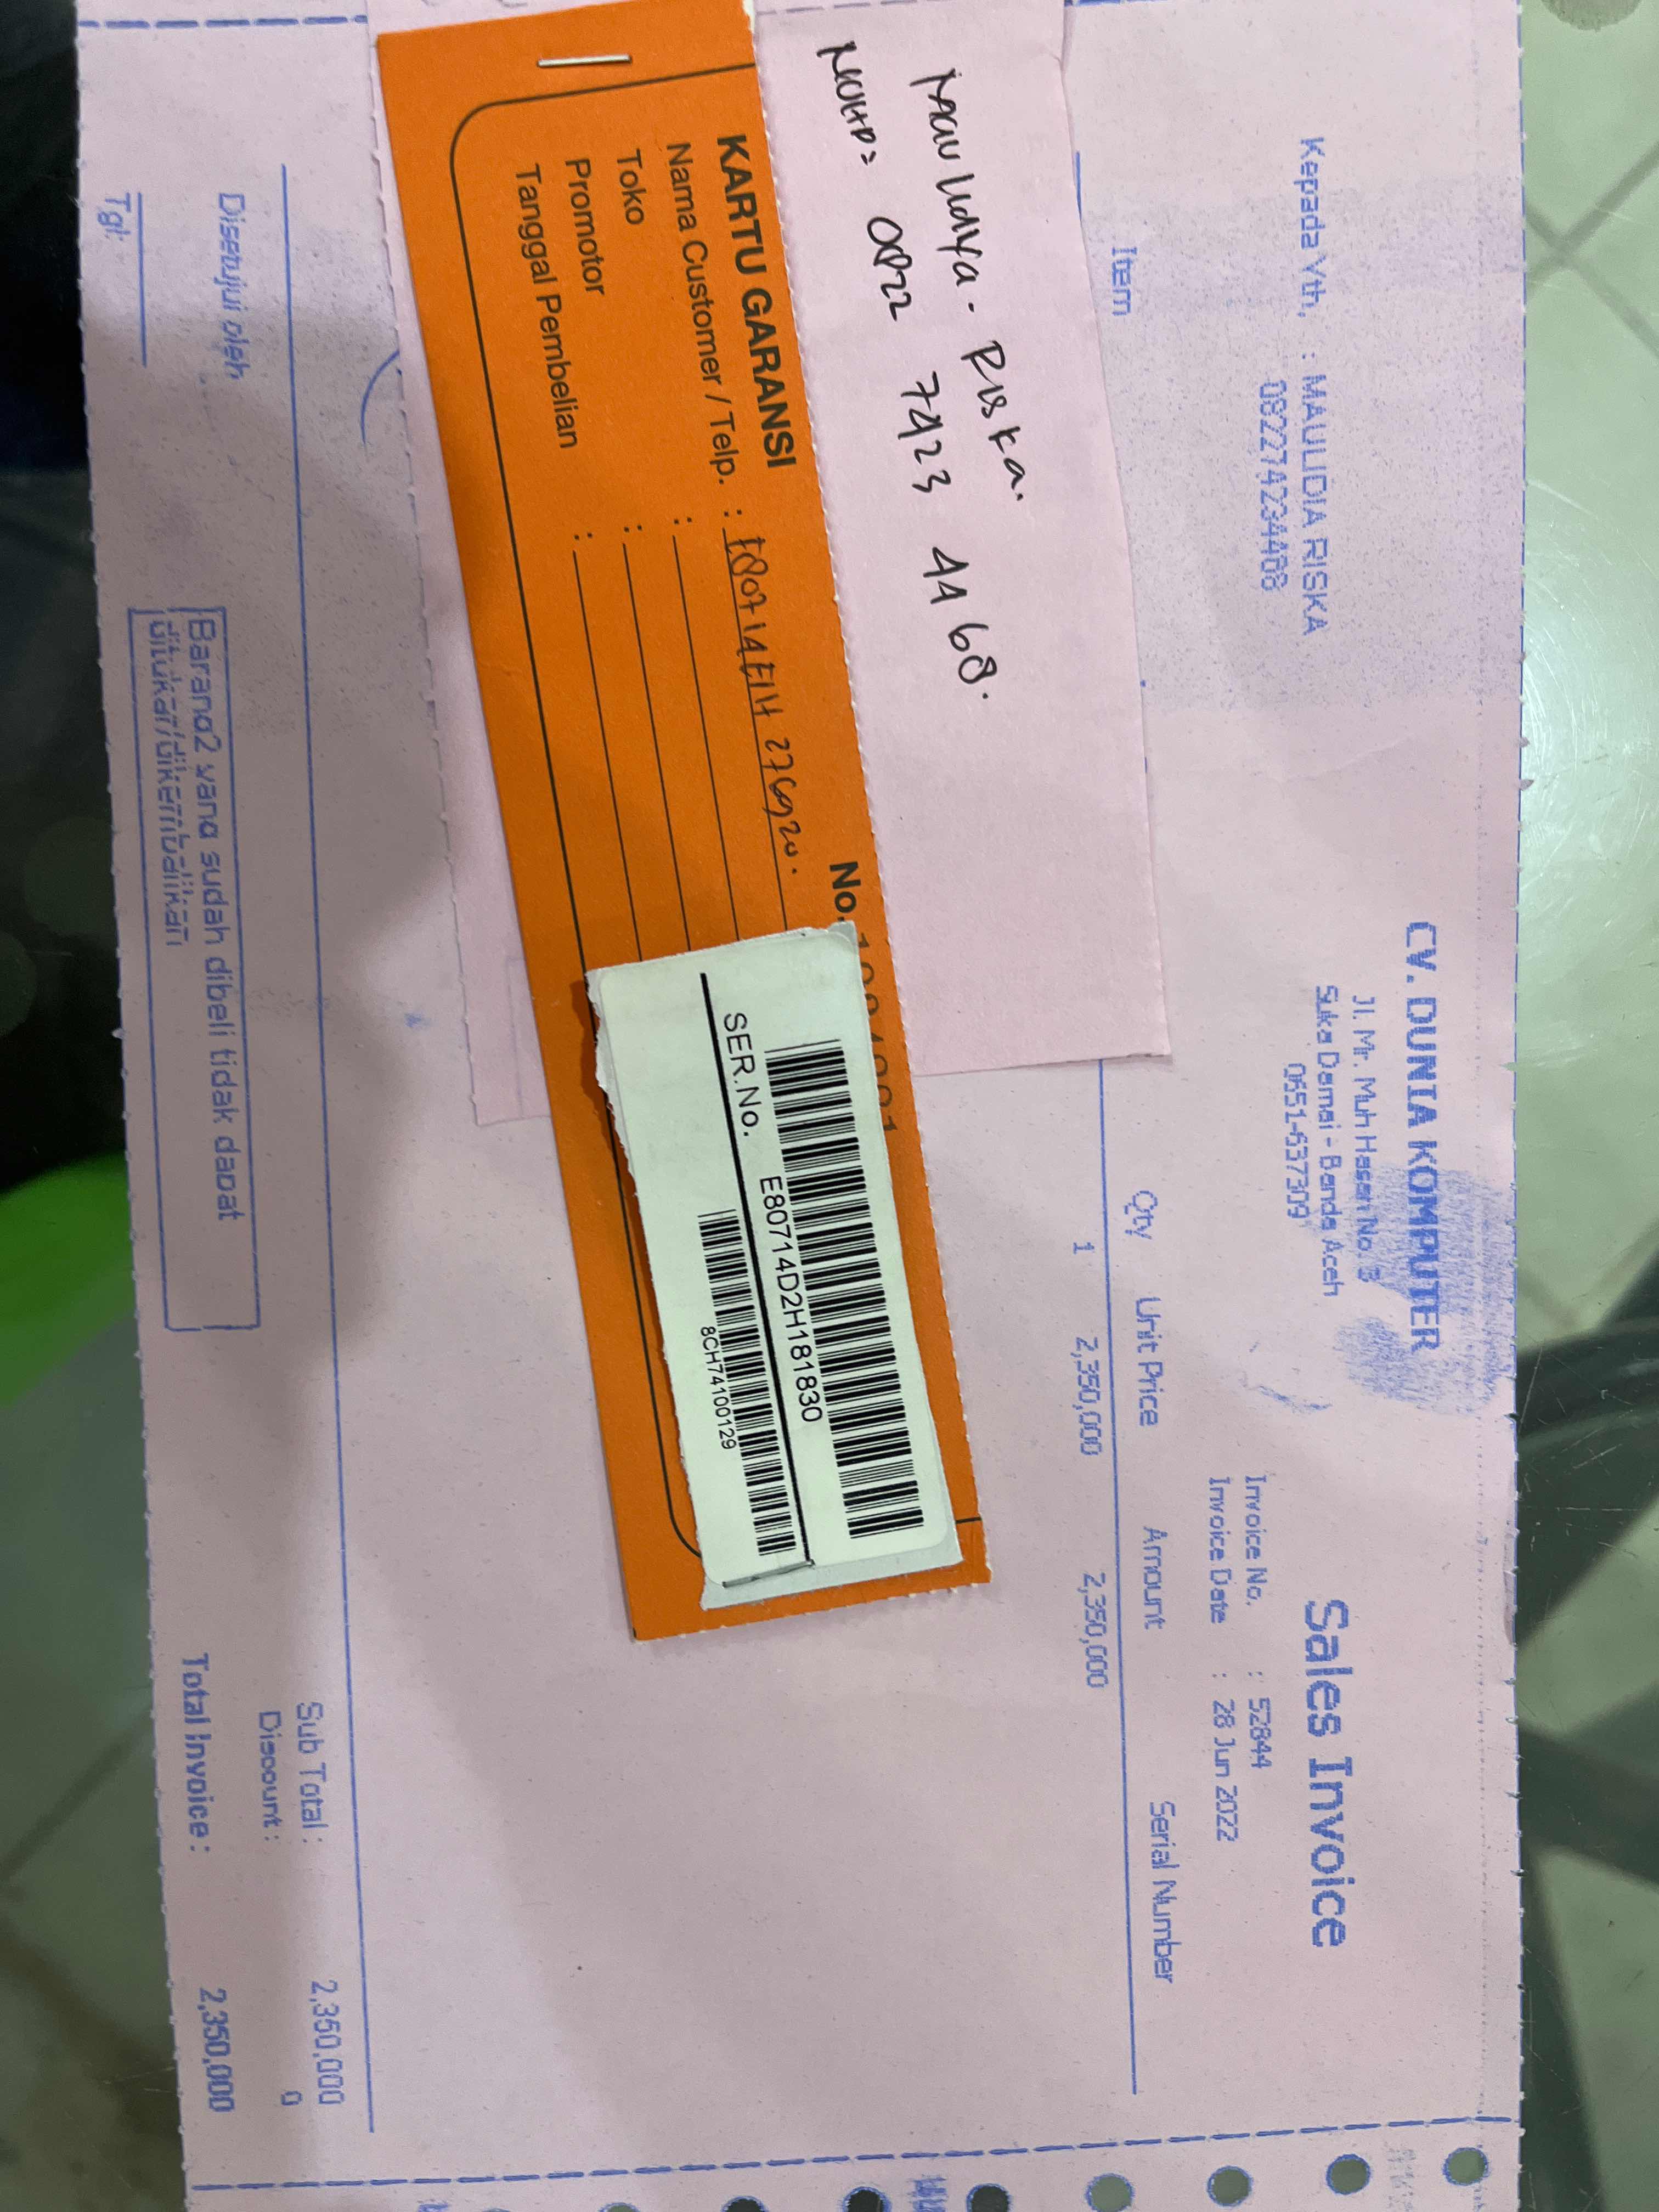 CV. DUNIA KOMPUTER
Jl. Mr. Muh Hasan No. 3
Suka Damai - Banda Aceh
0651-637309
Sales Invoice
Kepada Yth, : MAULIDIA RISKA
082274234468
Invoice No. : 52844
Invoice Date : 28 Jun 2022
Item Qty Unit Price Amount Serial Number
1 2,350,000 2,350,000
Maulidya. Riska.
NOHP: 0822 7423 4468.
KARTU GARANSI
No.
Nama Customer / Telp. :
Toko :
Promotor :
Tanggal Pembelian :
SER.No. E80714D2H181830
8CH74100129
Sub Total : 2,350,000
Discount : 0
Total Invoice : 2,350,000
Disetujui oleh
Tgl:
Barang2 yang sudah dibeli tidak dapat
ditukar/dikembalikan